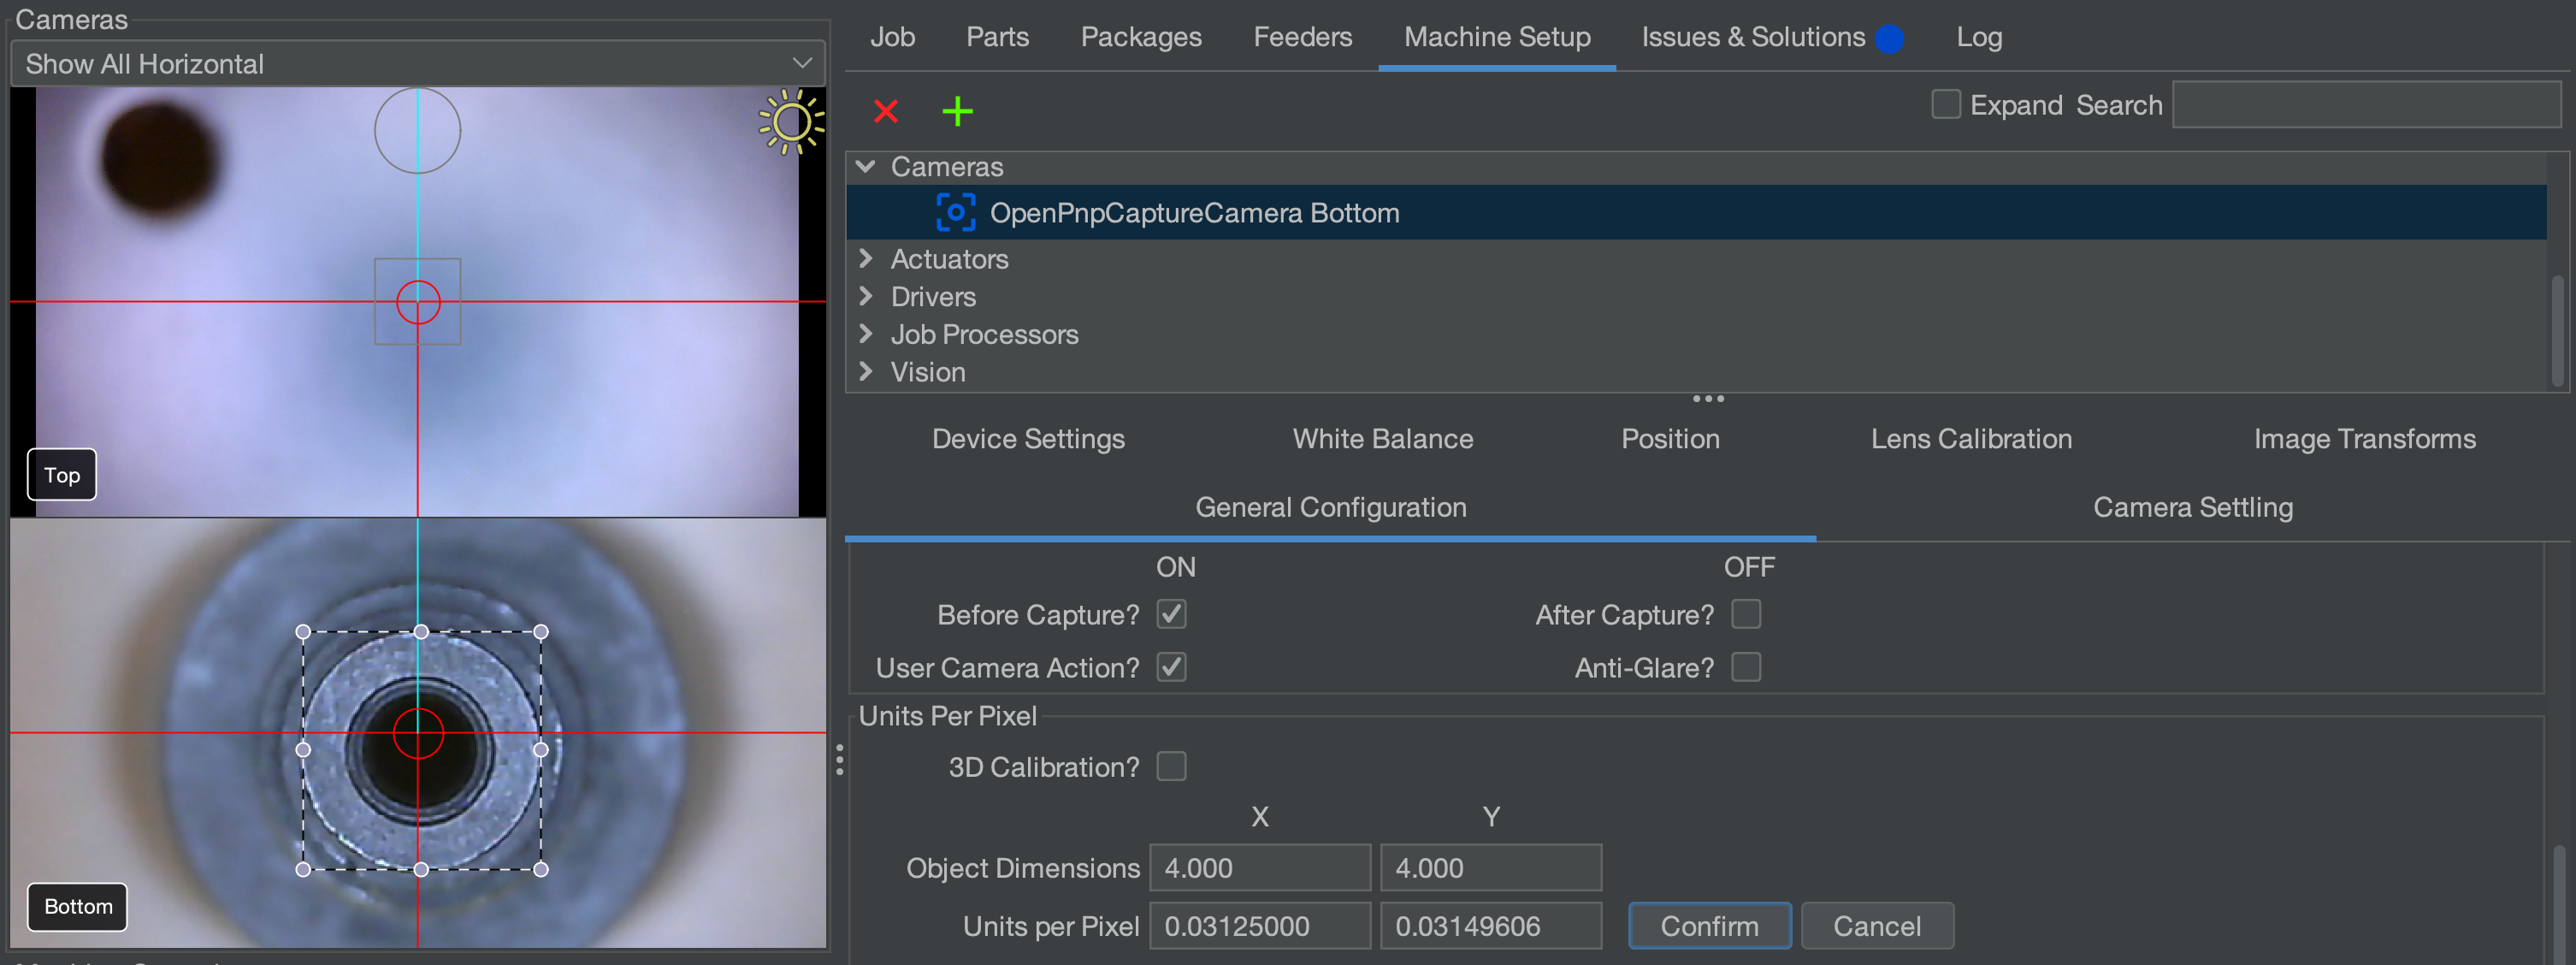 Cameras
Show All Horizontal
Top
Bottom
Job Parts Packages Feeders Machine Setup Issues & Solutions Log
Expand Search
Cameras
OpenPnpCaptureCamera Bottom
Actuators
Drivers
Job Processors
Vision
Device Settings White Balance Position Lens Calibration Image Transforms
General Configuration Camera Settling
ON OFF
Before Capture? After Capture?
User Camera Action? Anti-Glare?
Units Per Pixel
3D Calibration?
X Y
Object Dimensions 4.000 4.000
Units per Pixel 0.03125000 0.03149606 Confirm Cancel